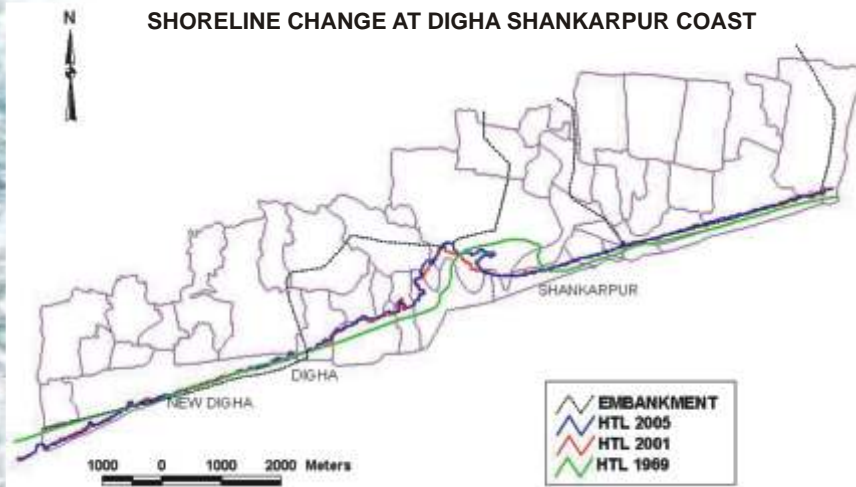 SHORELINE CHANGE AT DIGHA SHANKARPUR COAST
N
SHANKARPUR
DIGHA
NEW DIGHA
EMBANKMENT
HTL 2005
HTL 2001
HTL 1969
1000 0 1000 2000 Meters